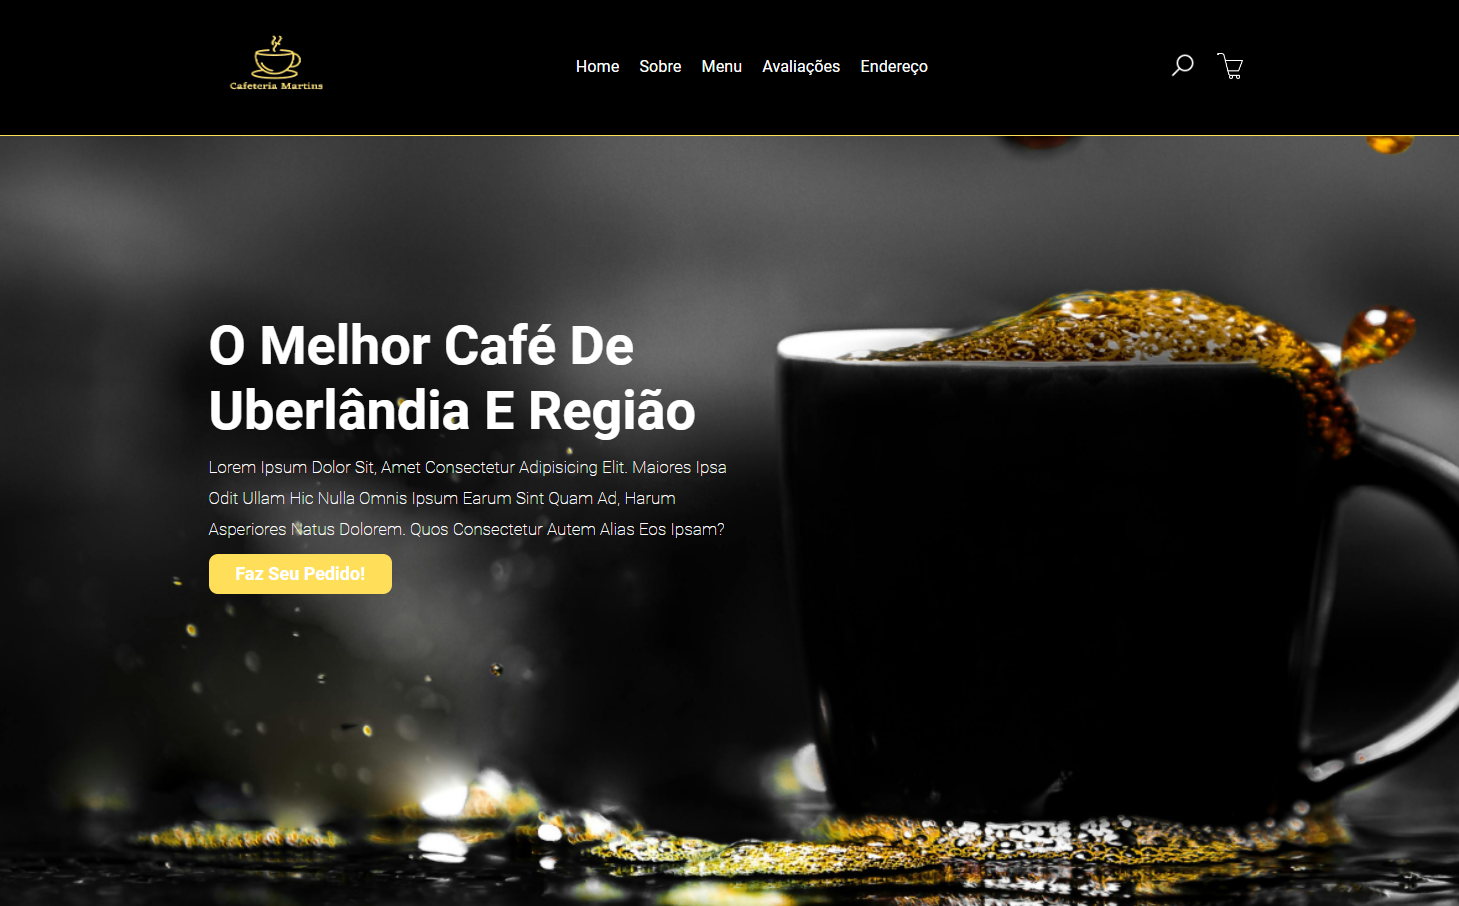 Cafeteria Martins
Home Sobre Menu Avaliações Endereço
O Melhor Café De
Uberlândia E Região
Lorem Ipsum Dolor Sit, Amet Consectetur Adipisicing Elit. Maiores Ipsa
Odit Ullam Hic Nulla Omnis Ipsum Earum Sint Quam Ad, Harum
Asperiores Natus Dolorem. Quos Consectetur Autem Alias Eos Ipsam?
Faz Seu Pedido!